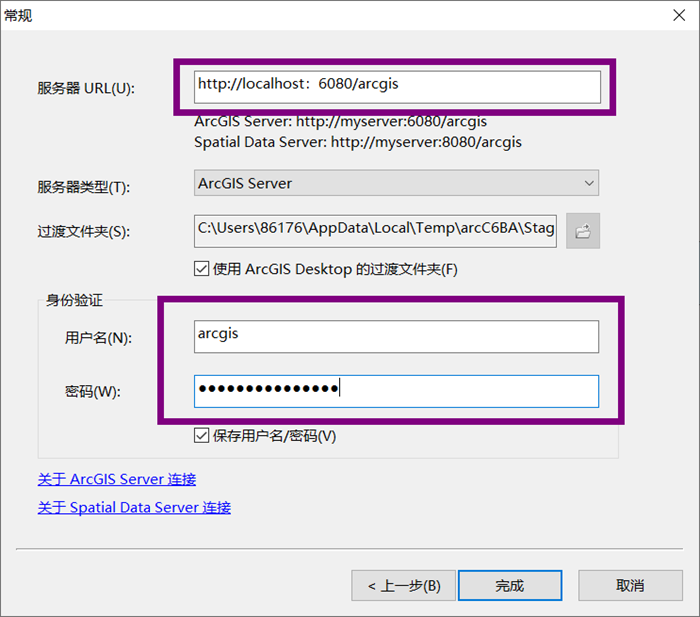 常规
服务器 URL(U):
http://localhost：6080/arcgis
ArcGIS Server: http://myserver:6080/arcgis
Spatial Data Server: http://myserver:8080/arcgis
服务器类型(T):
ArcGIS Server
过渡文件夹(S):
C:\Users\86176\AppData\Local\Temp\arcC6BA\Stag
使用 ArcGIS Desktop 的过渡文件夹(F)
身份验证
用户名(N):
arcgis
密码(W):
●●●●●●●●●●●●●●●
保存用户名/密码(V)
关于 ArcGIS Server 连接
关于 Spatial Data Server 连接
< 上一步(B)
完成
取消